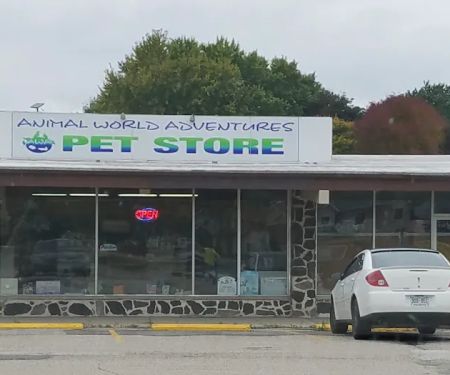 ANIMAL WORLD ADVENTURES
PET STORE
OPEN